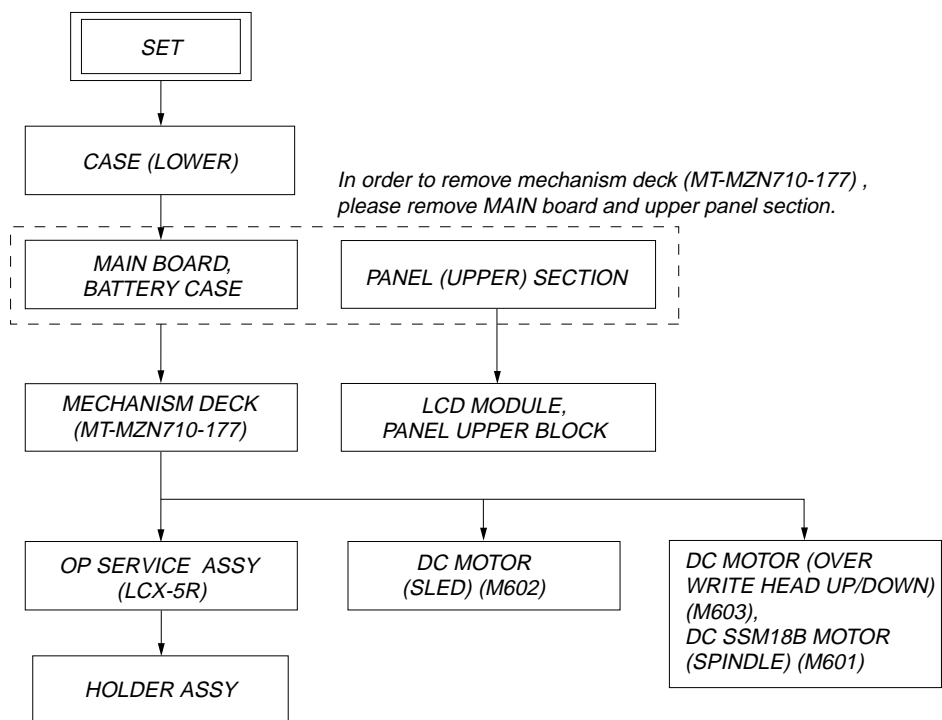 SET
CASE (LOWER)
In order to remove mechanism deck (MT-MZN710-177) ,
please remove MAIN board and upper panel section.
MAIN BOARD,
BATTERY CASE
PANEL (UPPER) SECTION
MECHANISM DECK
(MT-MZN710-177)
LCD MODULE,
PANEL UPPER BLOCK
OP SERVICE ASSY
(LCX-5R)
DC MOTOR
(SLED) (M602)
DC MOTOR (OVER
WRITE HEAD UP/DOWN)
(M603),
DC SSM18B MOTOR
(SPINDLE) (M601)
HOLDER ASSY